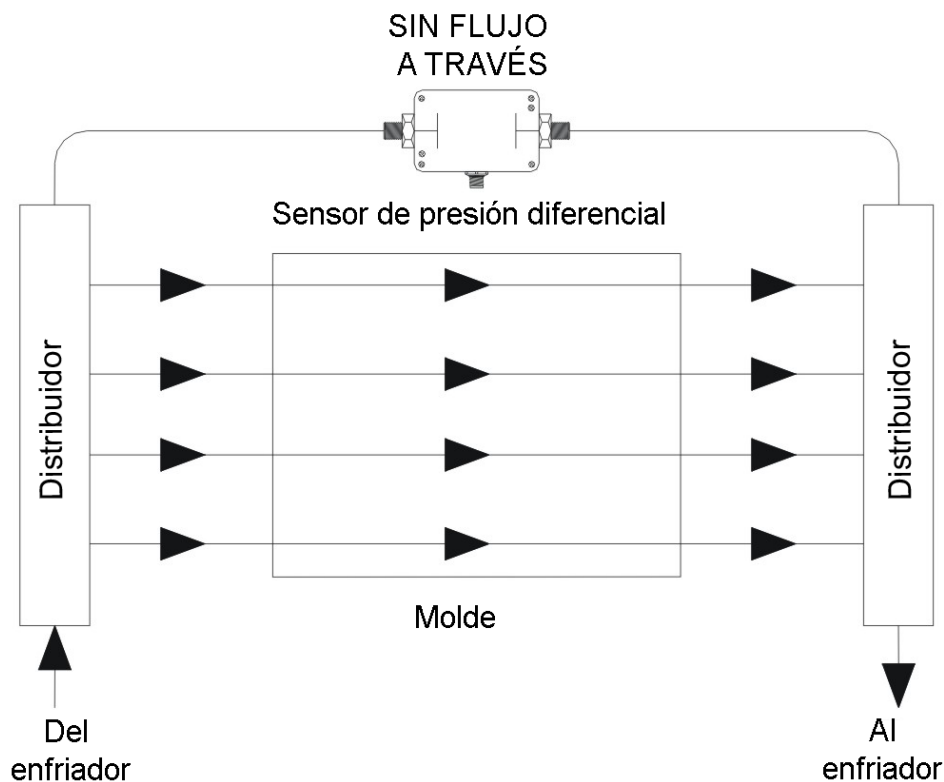 SIN FLUJO
A TRAVÉS
Sensor de presión diferencial
Distribuidor
Distribuidor
Molde
Del
enfriador
Al
enfriador